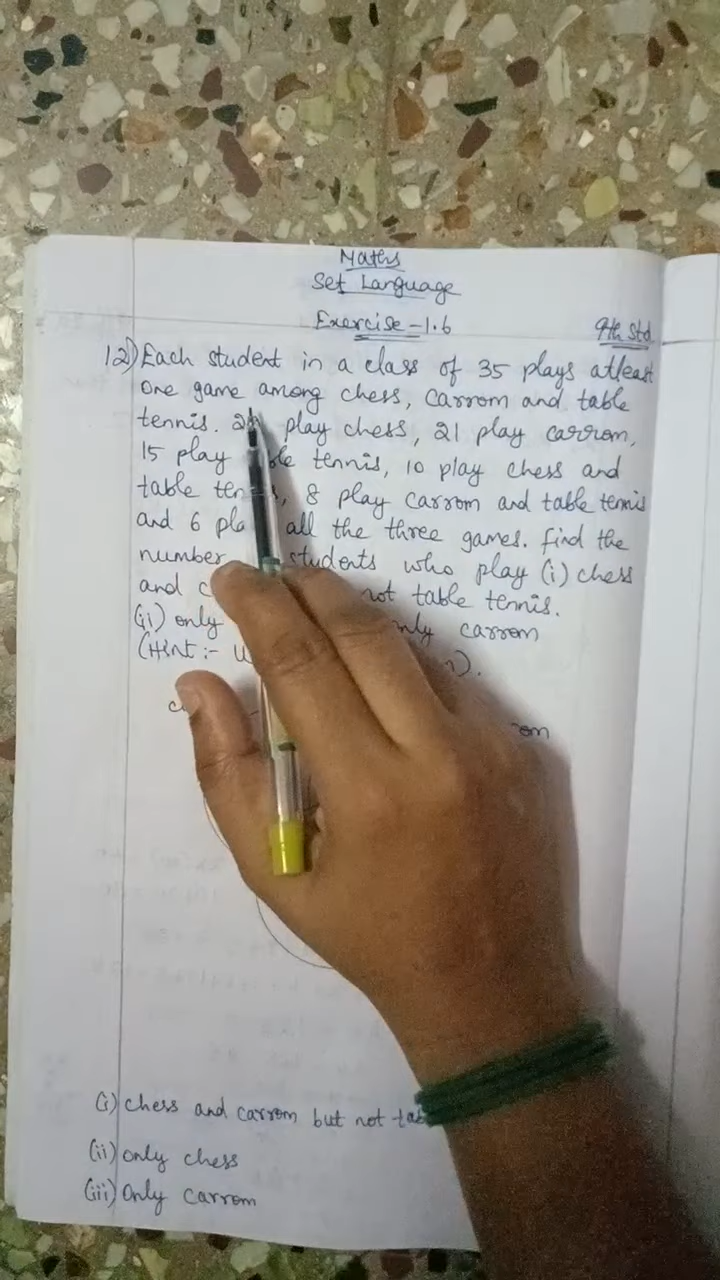 Maths
Set Language
Exercise - 1.6
9th Std
12) Each student in a class of 35 plays atleast
one game among chess, carrom and table
tennis. play chess, 21 play carrom,
15 play tennis, 10 play chess and
table 8 play carrom and table tennis
and 6 all the three games. Find the
number students who play (i) chess
and not table tennis.
(ii) only only carrom
(Hint :-
(i) chess and carrom but not
(ii) only chess
(iii) Only carrom